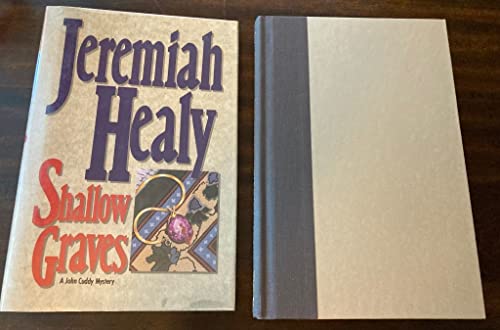 Jeremiah
Healy
Shallow
Graves
A John Cuddy Mystery